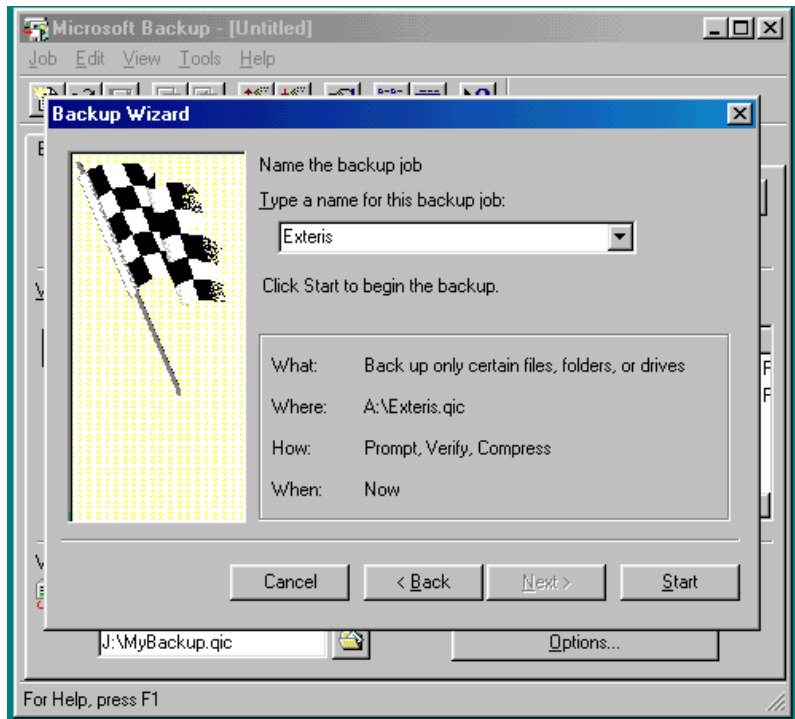 Microsoft Backup - [Untitled]
Job Edit View Tools Help
Backup Wizard
Name the backup job
Type a name for this backup job:
Exteris
Click Start to begin the backup.
What: Back up only certain files, folders, or drives
Where: A:\Exteris.qic
How: Prompt, Verify, Compress
When: Now
Cancel < Back Next > Start
J:\MyBackup.qic Options...
For Help, press F1